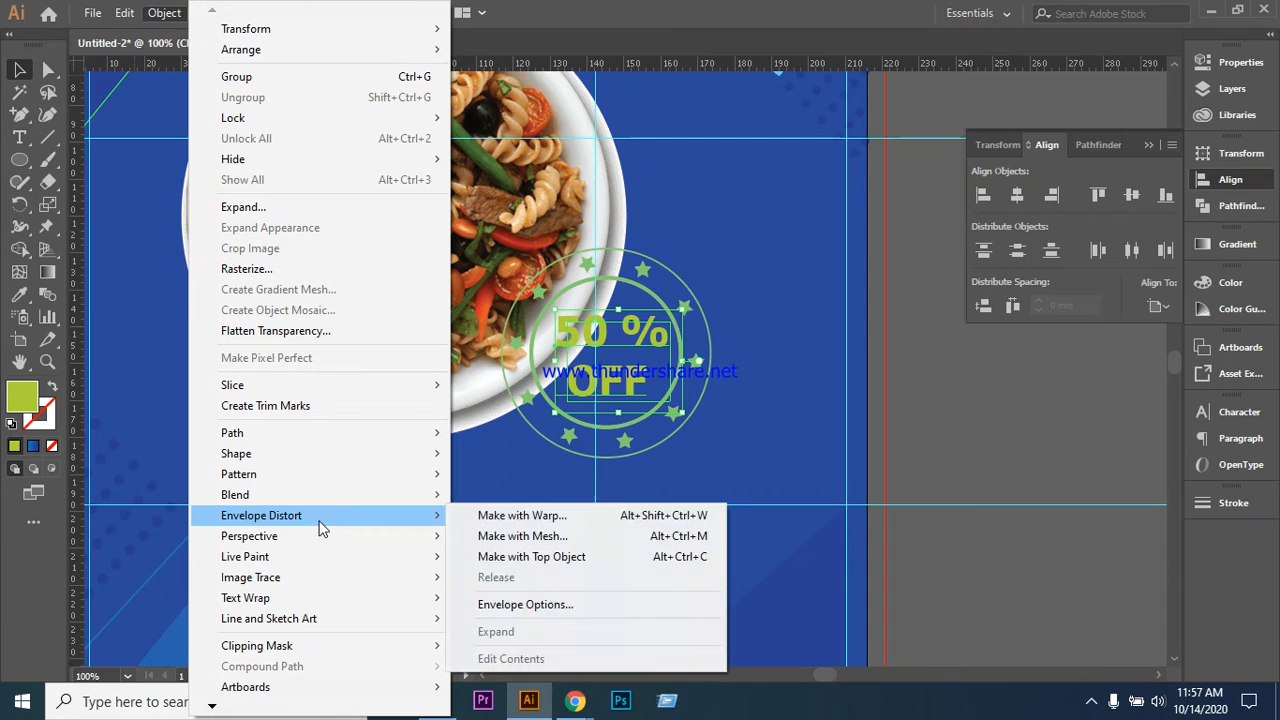 Ai File Object Essentials Search Adobe Stock
Untitled-2* @ 100% (C
Transform
Arrange
Group Ctrl+G
Ungroup Shift+Ctrl+G
Lock
Unlock All Alt+Ctrl+2
Hide
Show All Alt+Ctrl+3
Expand...
Expand Appearance
Crop Image
Rasterize...
Create Gradient Mesh...
Create Object Mosaic...
Flatten Transparency...
Make Pixel Perfect
Slice
Create Trim Marks
Path
Shape
Pattern
Blend
Envelope Distort
Perspective
Live Paint
Image Trace
Text Wrap
Line and Sketch Art
Clipping Mask
Compound Path
Artboards
Make with Warp... Alt+Shift+Ctrl+W
Make with Mesh... Alt+Ctrl+M
Make with Top Object Alt+Ctrl+C
Release
Envelope Options...
Expand
Edit Contents
10 20 110 120 130 140 150 160 170 180 190 200 210 220 230 240 250 260 270 280 290
50 %
OFF
www.thundershare.net
Transform Align Pathfinder
Align Objects:
Distribute Objects:
Distribute Spacing: Align To:
0 mm
Properties
Layers
Libraries
Transform
Align
Pathfind...
Gradient
Color
Color Gu...
Artboards
Asset Ex...
Character
Paragraph
OpenType
Stroke
100% 1
Type here to sear
Pr Ai Ps
11:57 AM
10/14/2020